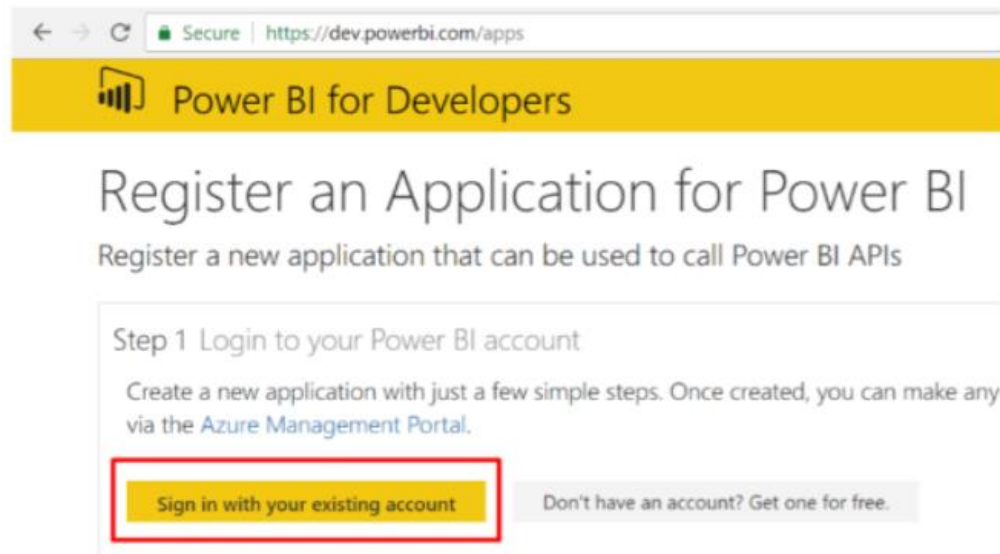 Secure | https://dev.powerbi.com/apps
Power BI for Developers
Register an Application for Power BI
Register a new application that can be used to call Power BI APIs
Step 1 Login to your Power BI account
Create a new application with just a few simple steps. Once created, you can make any
via the Azure Management Portal.
Sign in with your existing account
Don't have an account? Get one for free.